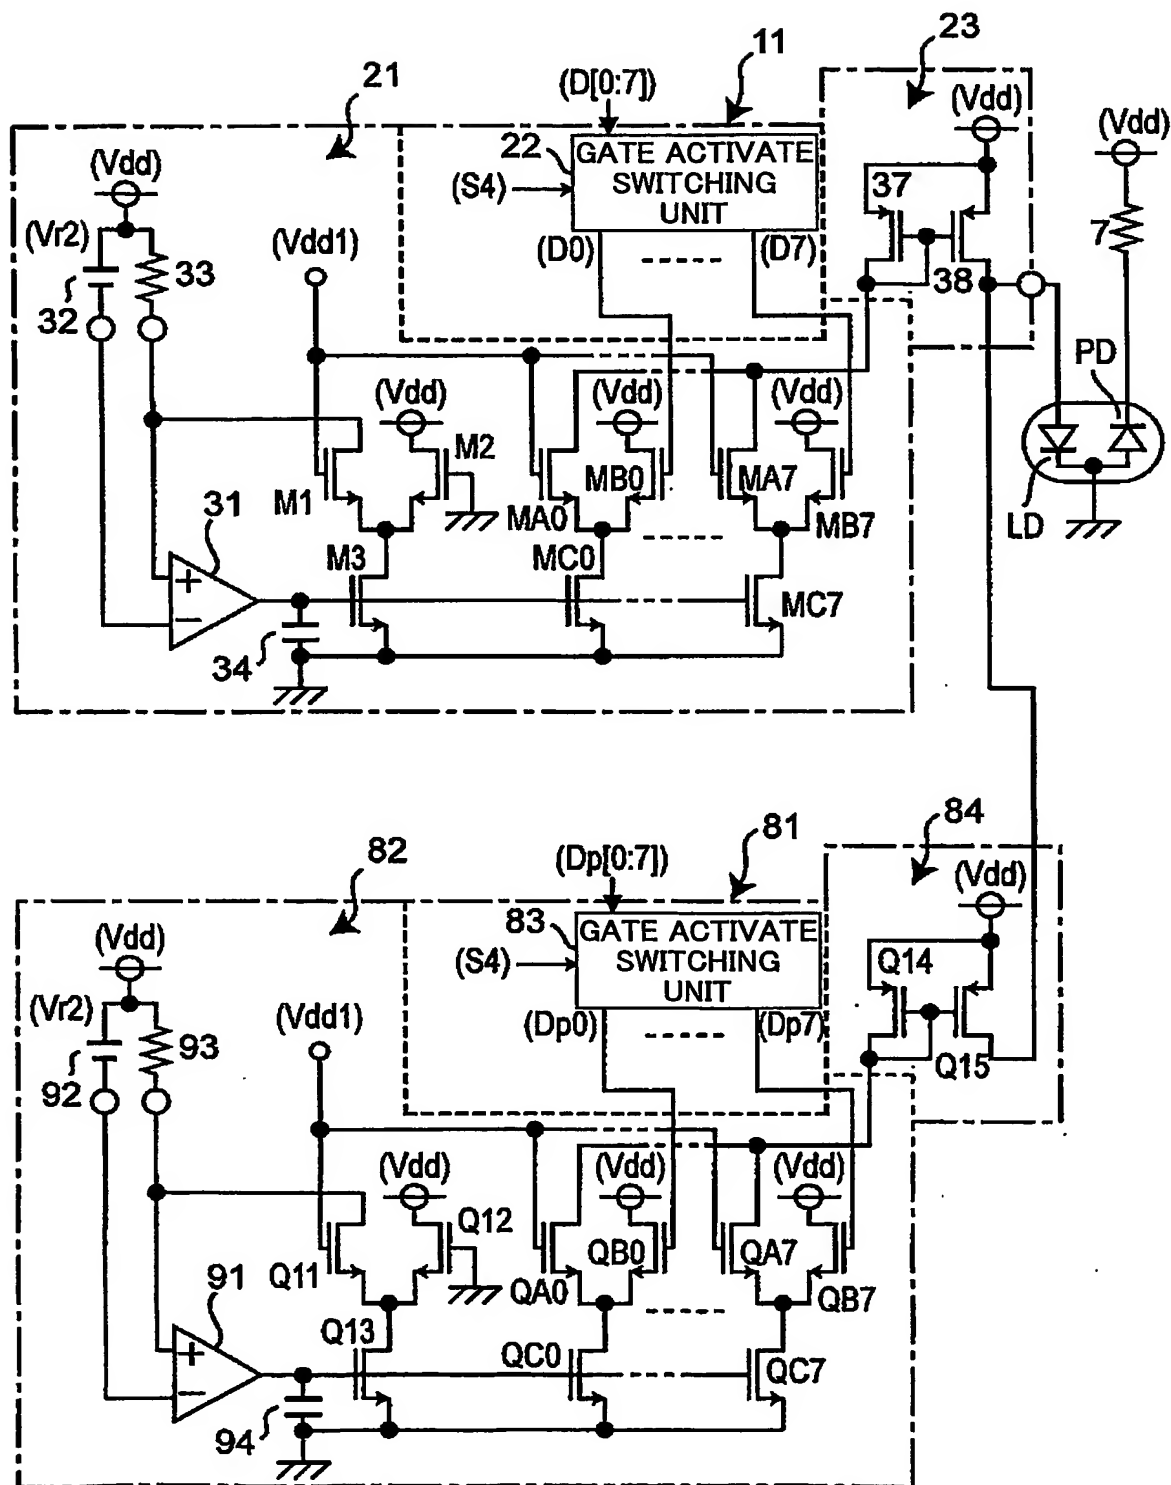 23
11
21
(D[0:7])
(Vdd)
(Vdd)
(Vdd)
22
GATE ACTIVATE
SWITCHING
UNIT
(S4)
37
(Vr2)
33
(Vdd1)
(D0)
(D7)
7
32
38
PD
(Vdd)
(Vdd)
(Vdd)
M2
M1
MB0
MA7
MA0
MB7
LD
31
M3
MC0
MC7
+
−
34
82
(Dp[0:7])
81
84
(Vdd)
(Vdd)
83
GATE ACTIVATE
SWITCHING
UNIT
(S4)
Q14
(Vr2)
93
(Vdd1)
(Dp0)
(Dp7)
92
Q15
(Vdd)
(Vdd)
(Vdd)
Q12
Q11
QB0
QA7
QA0
QB7
91
Q13
QC0
QC7
+
−
94